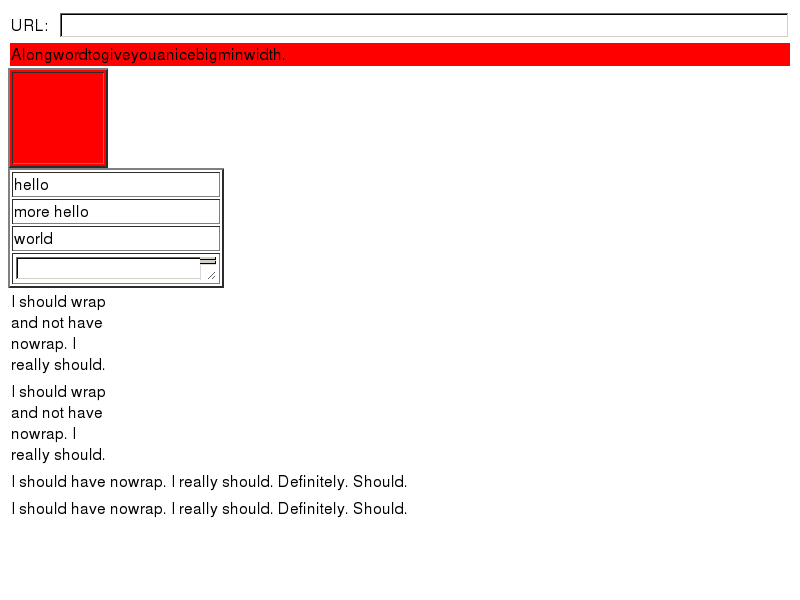 URL:
Alongwordtogiveyouanicebigminwidth.
hello
more hello
world
I should wrap
and not have
nowrap. I
really should.
I should wrap
and not have
nowrap. I
really should.
I should have nowrap. I really should. Definitely. Should.
I should have nowrap. I really should. Definitely. Should.